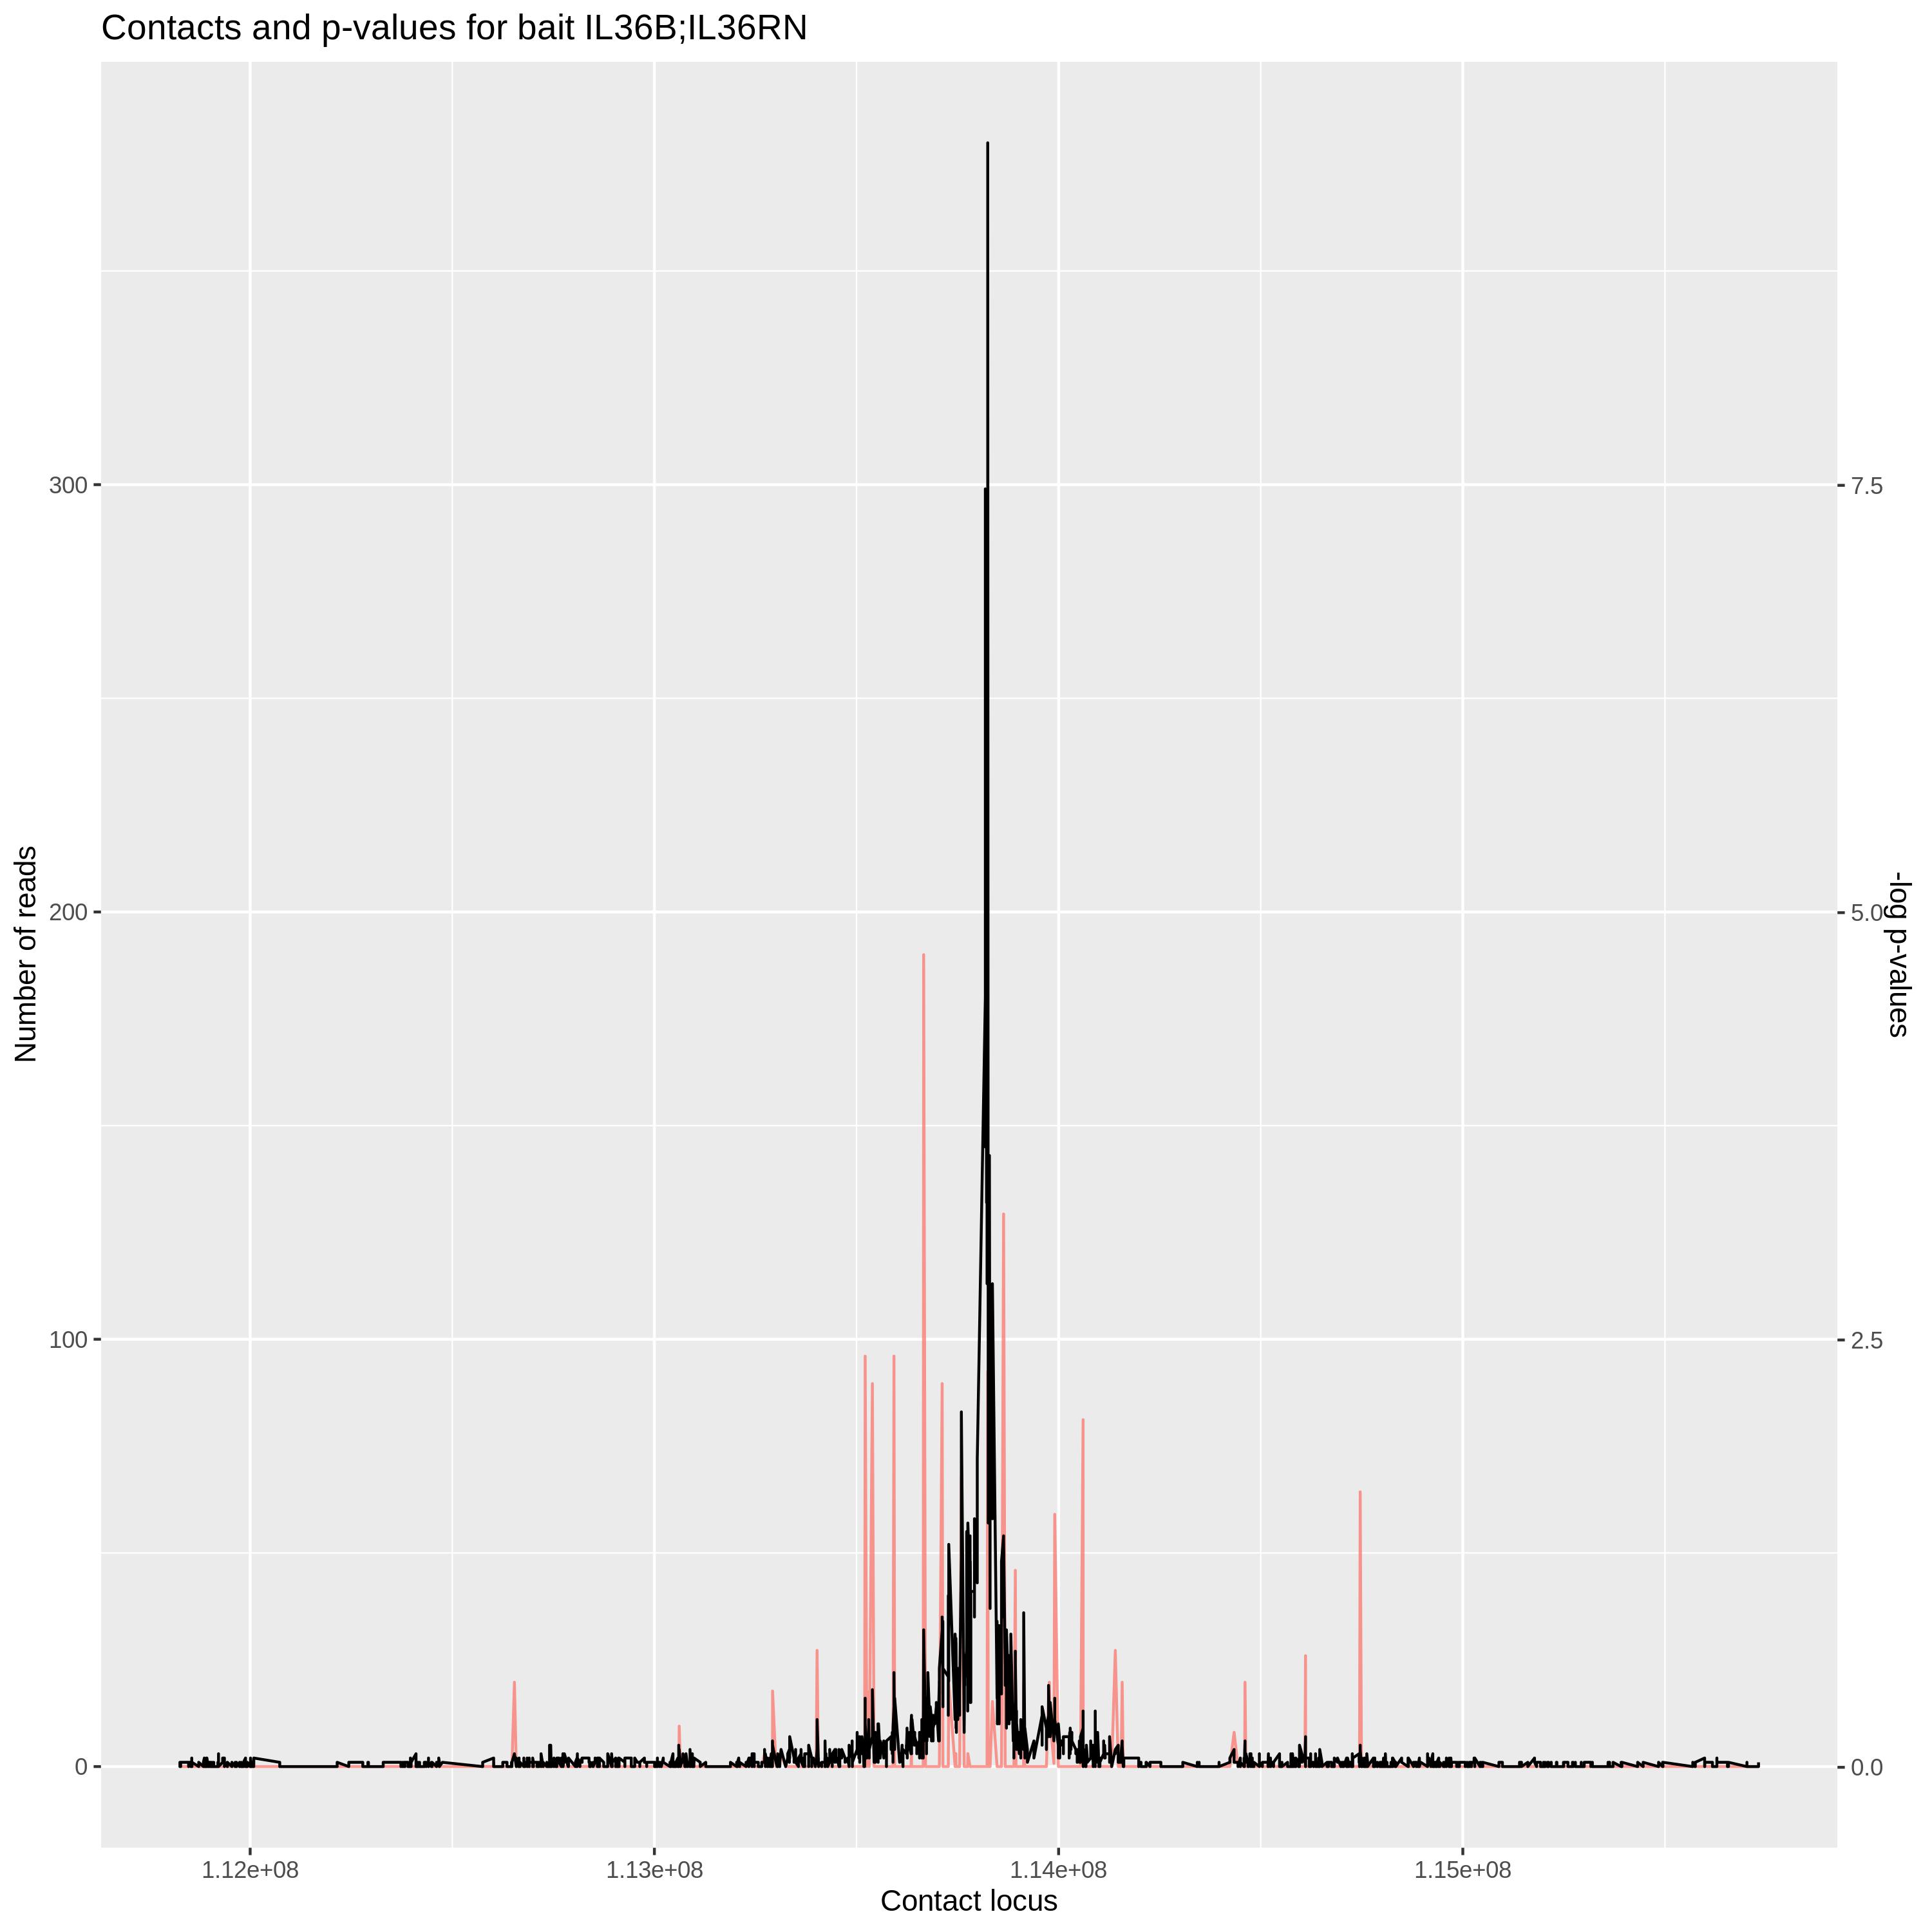 Contacts and p-values for bait IL36B;IL36RN
Number of reads
300
200
100
0
7.5
5.0
2.5
0.0
-log p-values
1.12e+08
1.13e+08
1.14e+08
1.15e+08
Contact locus